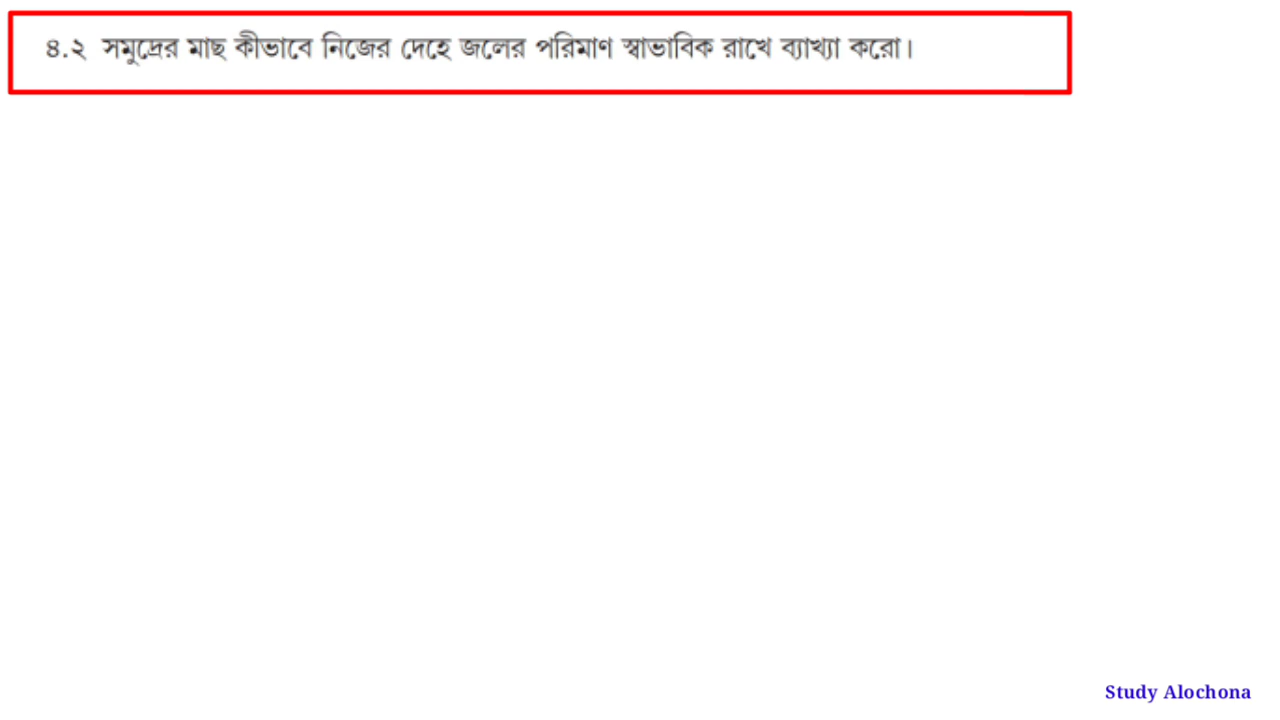 ৪.২ সমুদ্রের মাছ কীভাবে নিজের দেহে জলের পরিমাণ স্বাভাবিক রাখে ব্যাখ্যা করো।
Study Alochona